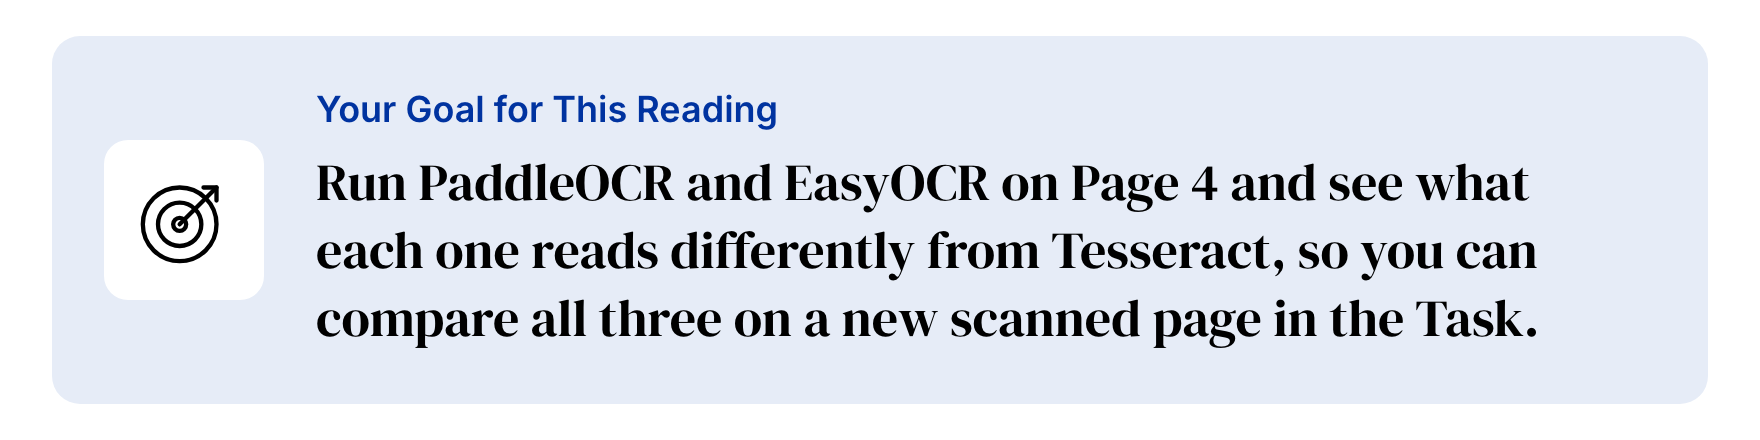 Your Goal for This Reading
Run PaddleOCR and EasyOCR on Page 4 and see what
each one reads differently from Tesseract, so you can
compare all three on a new scanned page in the Task.